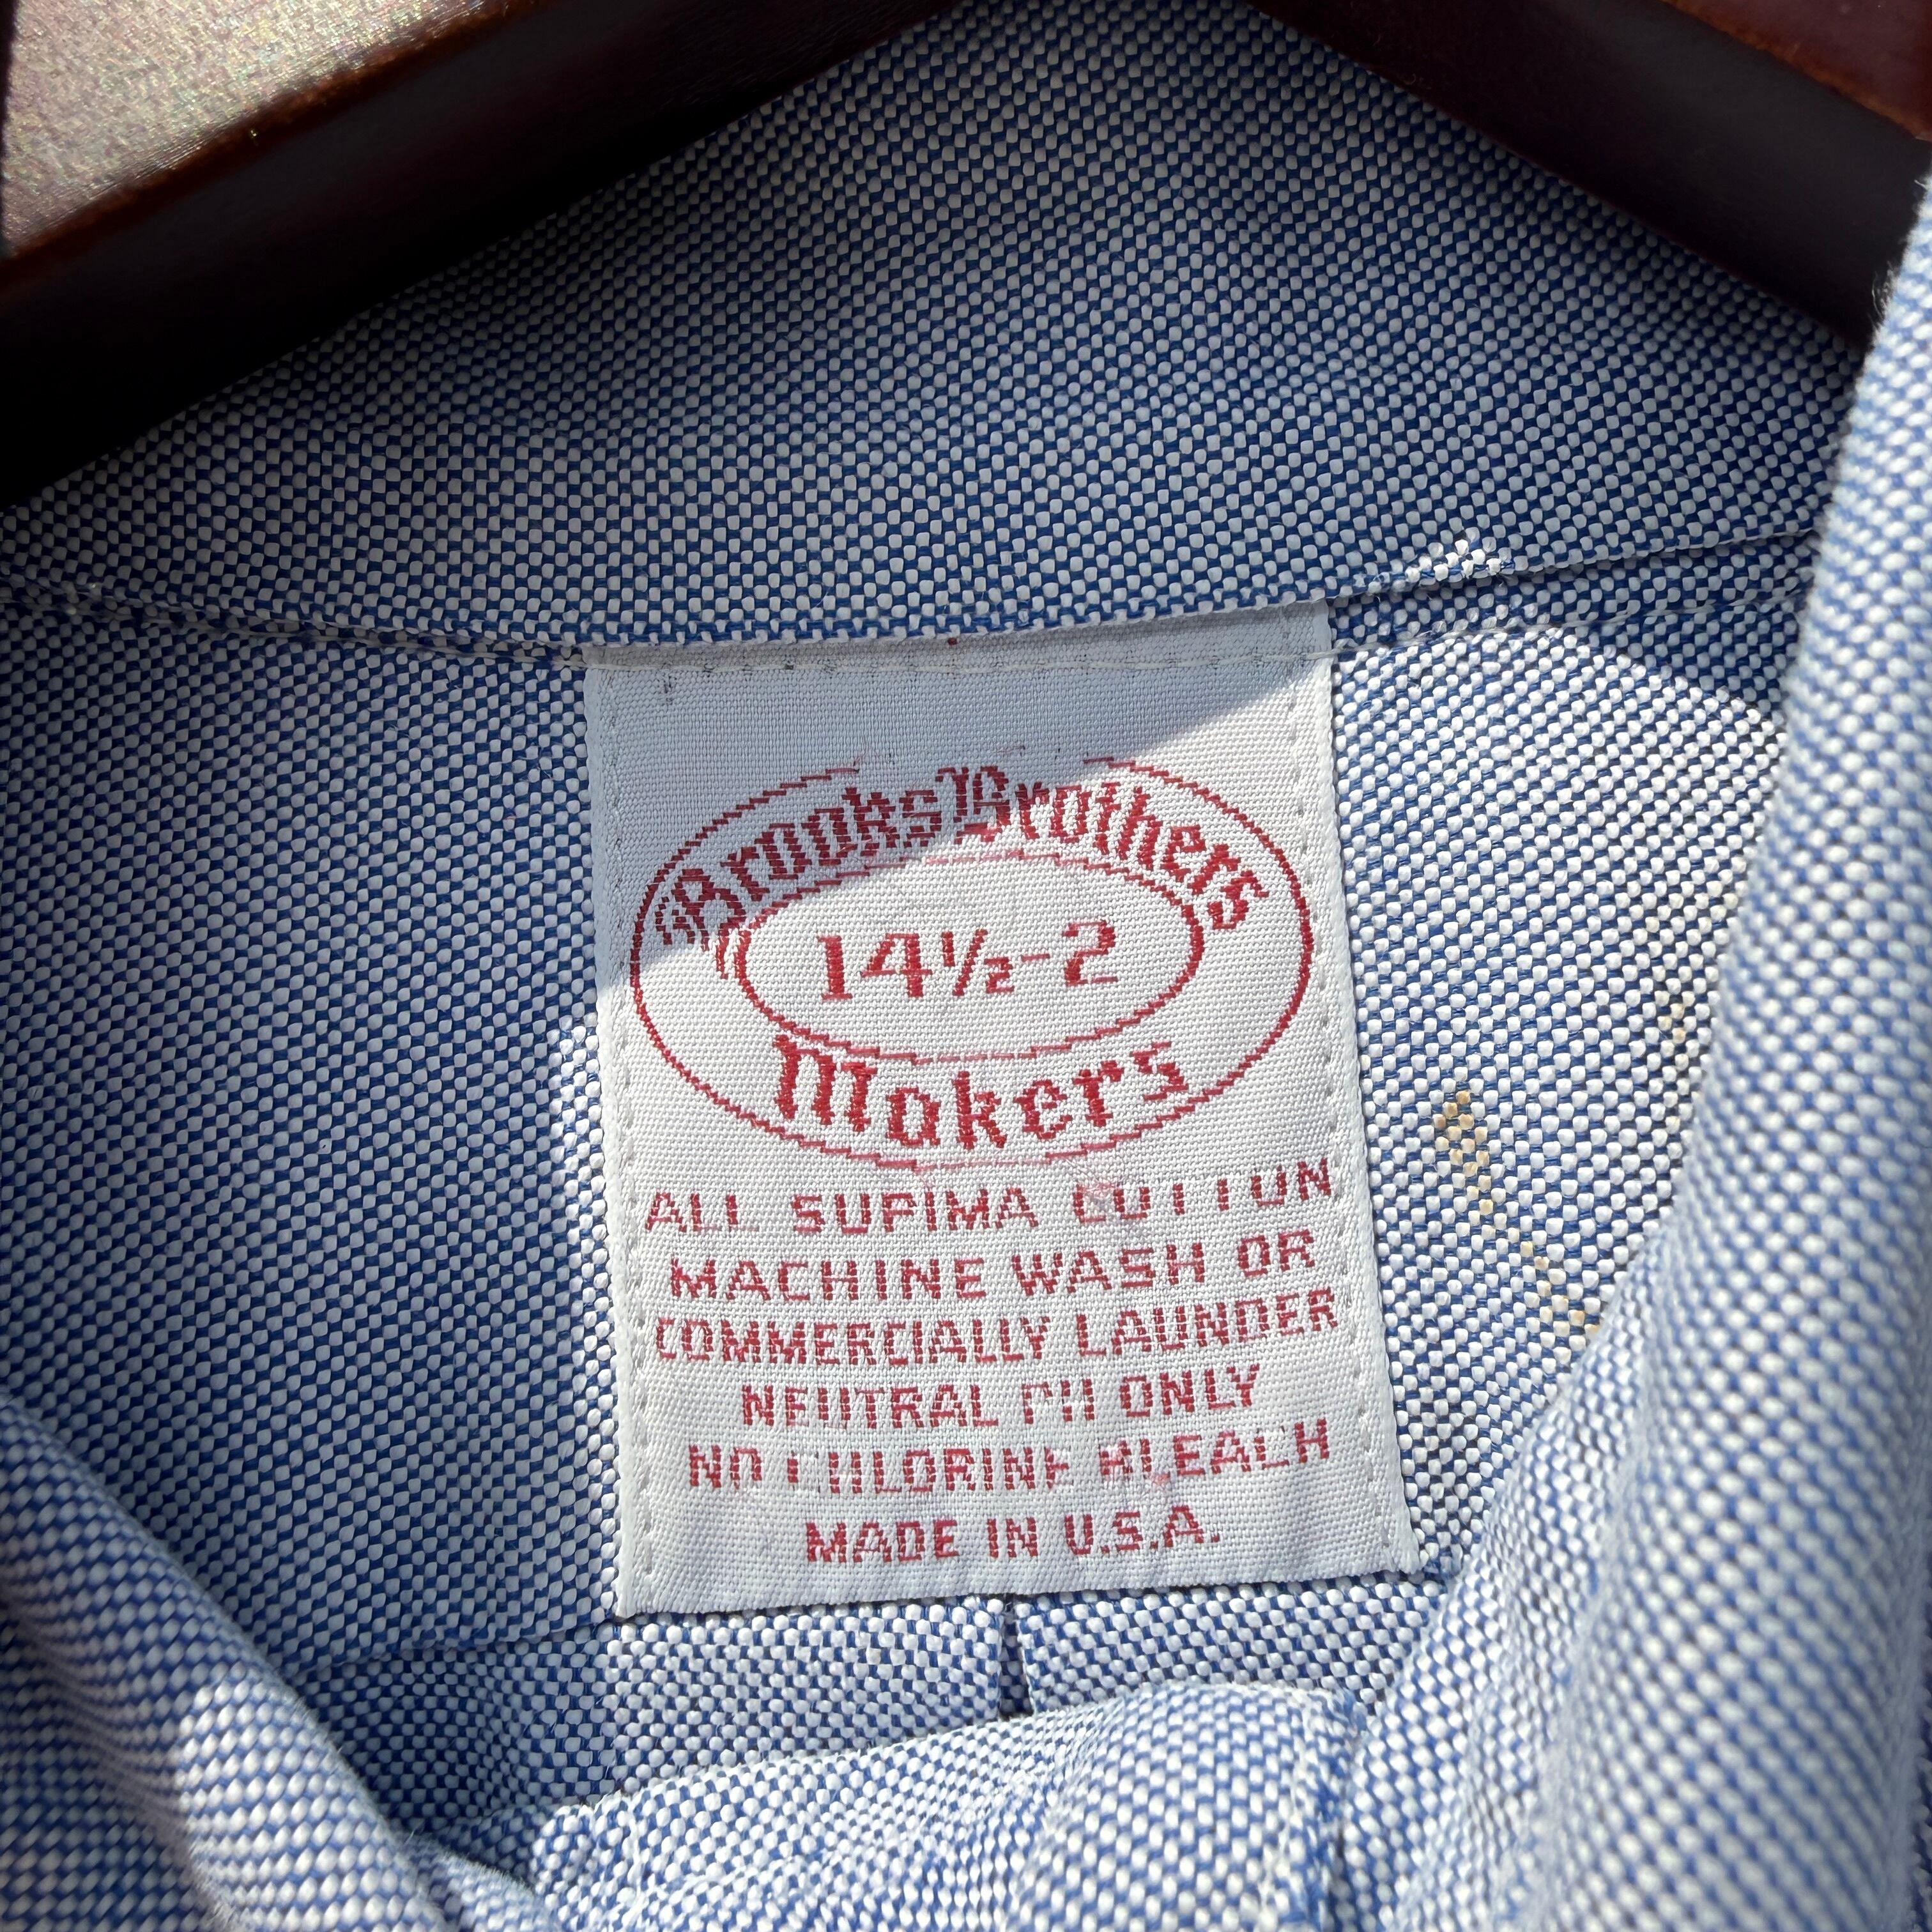 Brooks Brothers
14½-2
Makers
ALL SUPIMA COTTON
MACHINE WASH OR
COMMERCIALLY LAUNDER
NEUTRAL PH ONLY
NO CHLORINE BLEACH
MADE IN U.S.A.